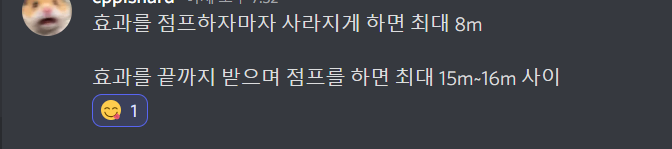 효과를 점프하자마자 사라지게 하면 최대 8m
효과를 끝까지 받으며 점프를 하면 최대 15m~16m 사이
1